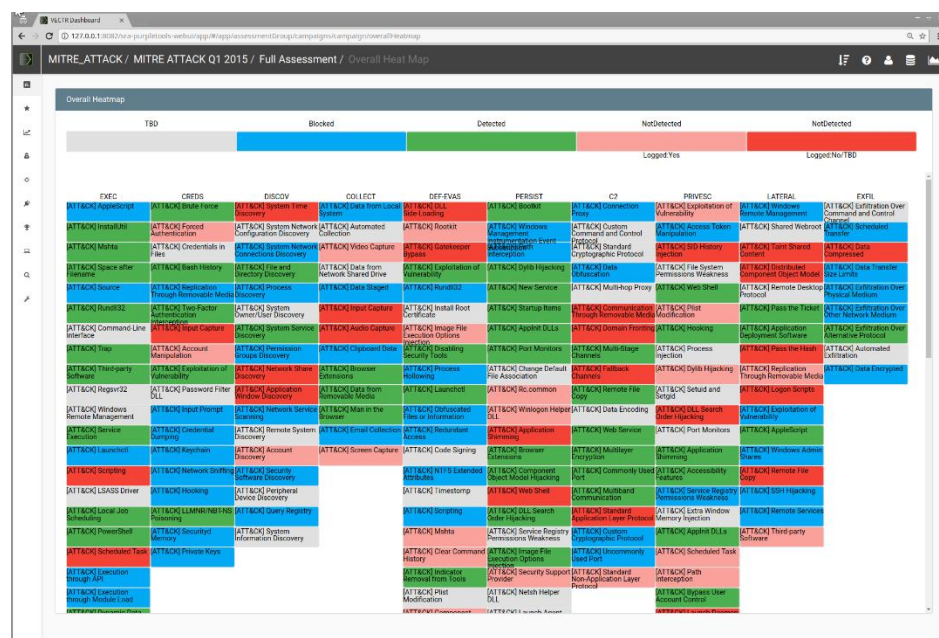 VECTR Dashboard
127.0.0.1:8082/sra-purpletools-webui/app/#/app/assessmentGroup/campaigns/campaign/overallHeatmap
MITRE_ATTACK / MITRE ATTACK Q1 2015 / Full Assessment / Overall Heat Map
Overall Heatmap
TBD
Blocked
Detected
NotDetected
NotDetected
Logged:Yes
Logged:No/TBD
EXEC
[ATT&CK] AppleScript
[ATT&CK] InstallUtil
[ATT&CK] Mshta
[ATT&CK] Space after
Filename
[ATT&CK] Source
[ATT&CK] Rundll32
[ATT&CK] Command-Line
Interface
[ATT&CK] Trap
[ATT&CK] Third-party
Software
[ATT&CK] Regsvr32
[ATT&CK] Windows
Remote Management
[ATT&CK] Service
Execution
[ATT&CK] Launchctl
[ATT&CK] Scripting
[ATT&CK] LSASS Driver
[ATT&CK] Local Job
Scheduling
[ATT&CK] PowerShell
[ATT&CK] Scheduled Task
[ATT&CK] Execution
through API
[ATT&CK] Execution
through Module Load
[ATT&CK] Dynamic Data
CREDS
[ATT&CK] Brute Force
[ATT&CK] Forced
Authentication
[ATT&CK] Credentials in
Files
[ATT&CK] Bash History
[ATT&CK] Replication
Through Removable Media
[ATT&CK] Two-Factor
Authentication
Interception
[ATT&CK] Input Capture
[ATT&CK] Account
Manipulation
[ATT&CK] Exploitation of
Vulnerability
[ATT&CK] Password Filter
DLL
[ATT&CK] Input Prompt
[ATT&CK] Credential
Dumping
[ATT&CK] Keychain
[ATT&CK] Network Sniffing
[ATT&CK] Hooking
[ATT&CK] LLMNR/NBT-NS
Poisoning
[ATT&CK] Securityd
Memory
[ATT&CK] Private Keys
DISCOV
[ATT&CK] System Time
Discovery
[ATT&CK] System Network
Configuration Discovery
[ATT&CK] System Network
Connections Discovery
[ATT&CK] File and
Directory Discovery
[ATT&CK] Process
Discovery
[ATT&CK] System
Owner/User Discovery
[ATT&CK] System Service
Discovery
[ATT&CK] Permission
Groups Discovery
[ATT&CK] Network Share
Discovery
[ATT&CK] Application
Window Discovery
[ATT&CK] Network Service
Scanning
[ATT&CK] Remote System
Discovery
[ATT&CK] Account
Discovery
[ATT&CK] Security
Software Discovery
[ATT&CK] Peripheral
Device Discovery
[ATT&CK] Query Registry
[ATT&CK] System
Information Discovery
COLLECT
[ATT&CK] Data from Local
System
[ATT&CK] Automated
Collection
[ATT&CK] Video Capture
[ATT&CK] Data from
Network Shared Drive
[ATT&CK] Data Staged
[ATT&CK] Input Capture
[ATT&CK] Audio Capture
[ATT&CK] Clipboard Data
[ATT&CK] Browser
Extensions
[ATT&CK] Data from
Removable Media
[ATT&CK] Man in the
Browser
[ATT&CK] Email Collection
[ATT&CK] Screen Capture
DEF-EVAS
[ATT&CK] DLL
Side-Loading
[ATT&CK] Rootkit
[ATT&CK] Gatekeeper
Bypass
[ATT&CK] Exploitation of
Vulnerability
[ATT&CK] Rundll32
[ATT&CK] Install Root
Certificate
[ATT&CK] Image File
Execution Options
Injection
[ATT&CK] Disabling
Security Tools
[ATT&CK] Process
Hollowing
[ATT&CK] Launchctl
[ATT&CK] Obfuscated
Files or Information
[ATT&CK] Redundant
Access
[ATT&CK] Code Signing
[ATT&CK] NTFS Extended
Attributes
[ATT&CK] Timestomp
[ATT&CK] Scripting
[ATT&CK] Mshta
[ATT&CK] Clear Command
History
[ATT&CK] Indicator
Removal from Tools
[ATT&CK] Plist
Modification
[ATT&CK] Component
PERSIST
[ATT&CK] Bootkit
[ATT&CK] Windows
Management
Instrumentation Event
Interception
[ATT&CK] Dylib Hijacking
[ATT&CK] New Service
[ATT&CK] Startup Items
[ATT&CK] AppInit DLLs
[ATT&CK] Port Monitors
[ATT&CK] Change Default
File Association
[ATT&CK] Rc.common
[ATT&CK] Winlogon Helper
DLL
[ATT&CK] Application
Shimming
[ATT&CK] Browser
Extensions
[ATT&CK] Component
Object Model Hijacking
[ATT&CK] Web Shell
[ATT&CK] DLL Search
Order Hijacking
[ATT&CK] Service Registry
Permissions Weakness
[ATT&CK] Image File
Execution Options
Injection
[ATT&CK] Security Support
Provider
[ATT&CK] Netsh Helper
DLL
[ATT&CK] Launch Agent
C2
[ATT&CK] Connection
Proxy
[ATT&CK] Custom
Command and Control
Protocol
[ATT&CK] Standard
Cryptographic Protocol
[ATT&CK] Data
Obfuscation
[ATT&CK] Multi-hop Proxy
[ATT&CK] Communication
Through Removable Media
[ATT&CK] Domain Fronting
[ATT&CK] Multi-Stage
Channels
[ATT&CK] Fallback
Channels
[ATT&CK] Remote File
Copy
[ATT&CK] Data Encoding
[ATT&CK] Web Service
[ATT&CK] Multilayer
Encryption
[ATT&CK] Commonly Used
Port
[ATT&CK] Multiband
Communication
[ATT&CK] Standard
Application Layer Protocol
[ATT&CK] Custom
Cryptographic Protocol
[ATT&CK] Uncommonly
Used Port
[ATT&CK] Standard
Non-Application Layer
Protocol
PRIVESC
[ATT&CK] Exploitation of
Vulnerability
[ATT&CK] Access Token
Manipulation
[ATT&CK] SID-History
Injection
[ATT&CK] File System
Permissions Weakness
[ATT&CK] Web Shell
[ATT&CK] Plist
Modification
[ATT&CK] Hooking
[ATT&CK] Process
Injection
[ATT&CK] Dylib Hijacking
[ATT&CK] Setuid and
Setgid
[ATT&CK] DLL Search
Order Hijacking
[ATT&CK] Port Monitors
[ATT&CK] Application
Shimming
[ATT&CK] Accessibility
Features
[ATT&CK] Service Registry
Permissions Weakness
[ATT&CK] Extra Window
Memory Injection
[ATT&CK] AppInit DLLs
[ATT&CK] Scheduled Task
[ATT&CK] Path
Interception
[ATT&CK] Bypass User
Account Control
[ATT&CK] Launch Daemon
LATERAL
[ATT&CK] Windows
Remote Management
[ATT&CK] Shared Webroot
[ATT&CK] Taint Shared
Content
[ATT&CK] Distributed
Component Object Model
[ATT&CK] Remote Desktop
Protocol
[ATT&CK] Pass the Ticket
[ATT&CK] Application
Deployment Software
[ATT&CK] Pass the Hash
[ATT&CK] Replication
Through Removable Media
[ATT&CK] Logon Scripts
[ATT&CK] Exploitation of
Vulnerability
[ATT&CK] AppleScript
[ATT&CK] Windows Admin
Shares
[ATT&CK] Remote File
Copy
[ATT&CK] SSH Hijacking
[ATT&CK] Remote Services
[ATT&CK] Third-party
Software
EXFIL
[ATT&CK] Exfiltration Over
Command and Control
Channel
[ATT&CK] Scheduled
Transfer
[ATT&CK] Data
Compressed
[ATT&CK] Data Transfer
Size Limits
[ATT&CK] Exfiltration Over
Physical Medium
[ATT&CK] Exfiltration Over
Other Network Medium
[ATT&CK] Exfiltration Over
Alternative Protocol
[ATT&CK] Automated
Exfiltration
[ATT&CK] Data Encrypted